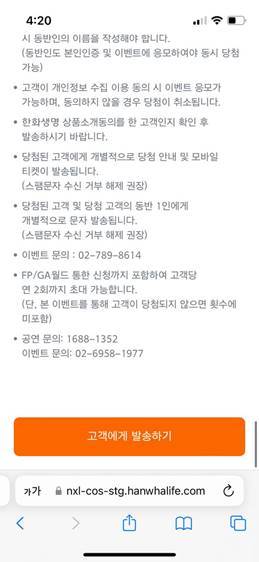 4:20
시 동반인의 이름을 작성해야 합니다.
(동반인도 본인인증 및 이벤트에 응모하여야 동시 당첨
가능)
• 고객이 개인정보 수집 이용 동의 시 이벤트 응모가
가능하며, 동의하지 않을 경우 당첨이 취소됩니다.
• 한화생명 상품소개동의를 한 고객인지 확인 후
발송하시기 바랍니다.
• 당첨된 고객에게 개별적으로 당첨 안내 및 모바일
티켓이 발송됩니다.
(스팸문자 수신 거부 해제 권장)
• 당첨된 고객 및 당첨 고객의 동반 1인에게
개별적으로 문자 발송됩니다.
(스팸문자 수신 거부 해제 권장)
• 이벤트 문의 : 02-789-8614
• FP/GA월드 통한 신청까지 포함하여 고객당
연 2회까지 초대 가능합니다.
(단, 본 이벤트를 통해 고객이 당첨되지 않으면 횟수에
미포함)
• 공연 문의: 1688-1352
이벤트 문의: 02-6958-1977
고객에게 발송하기
가가 nxl-cos-stg.hanwhalife.com